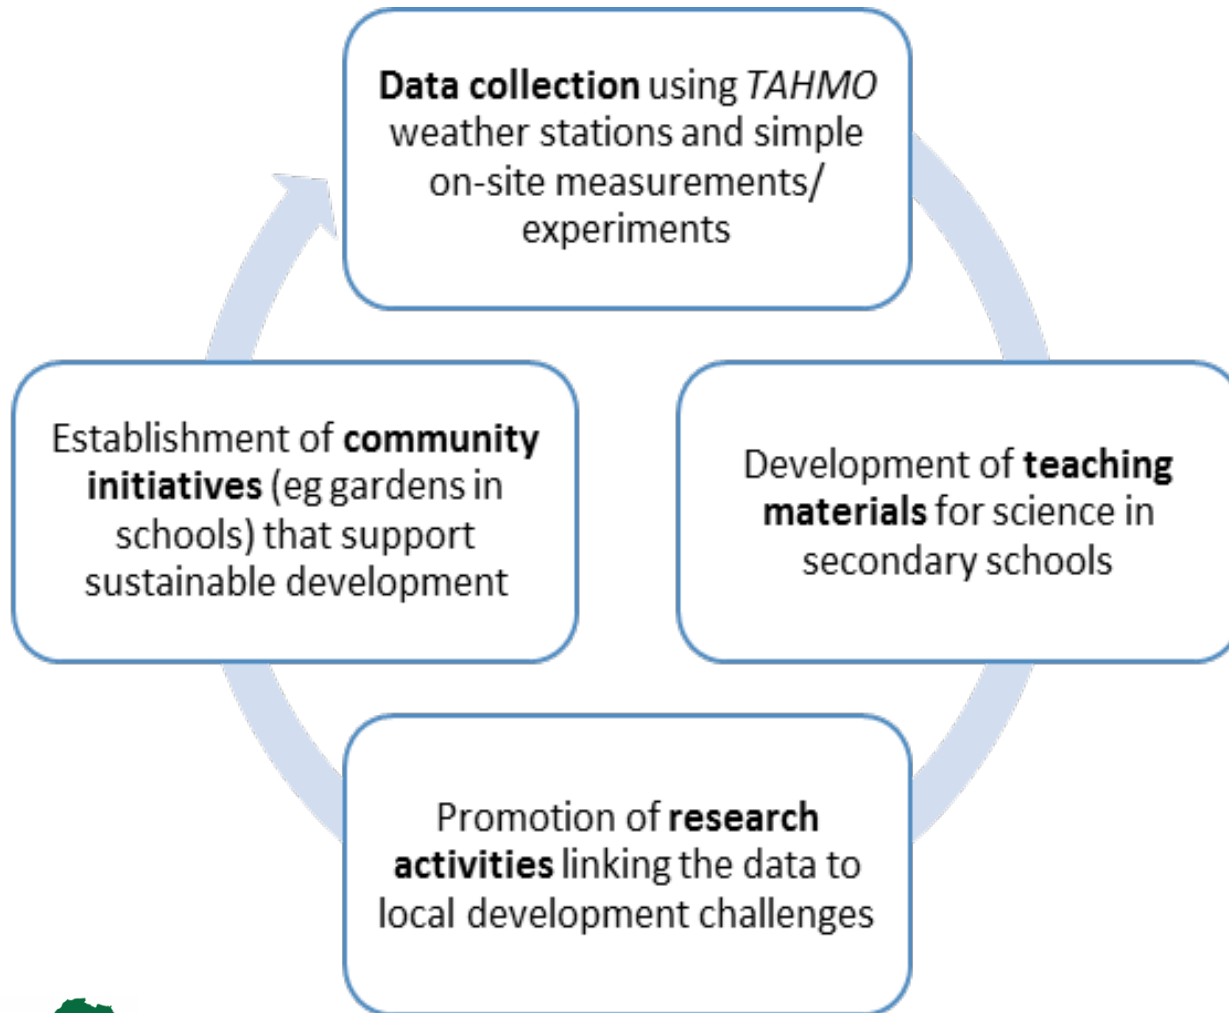 Data collection using TAHMO
weather stations and simple
on-site measurements/
experiments
Development of teaching
materials for science in
secondary schools
Promotion of research
activities linking the data to
local development challenges
Establishment of community
initiatives (eg gardens in
schools) that support
sustainable development